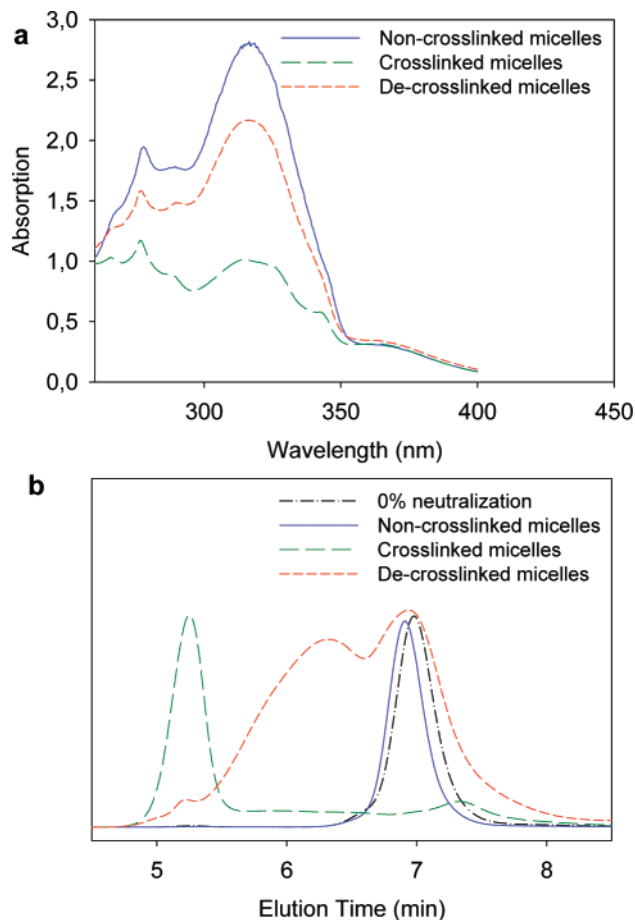 a
3,0
Non-crosslinked micelles
Crosslinked micelles
2,5
De-crosslinked micelles
2,0
Absorption
1,5
1,0
0,5
0,0
300
350
400
450
Wavelength (nm)
b
0% neutralization
Non-crosslinked micelles
Crosslinked micelles
De-crosslinked micelles
5
6
7
8
Elution Time (min)